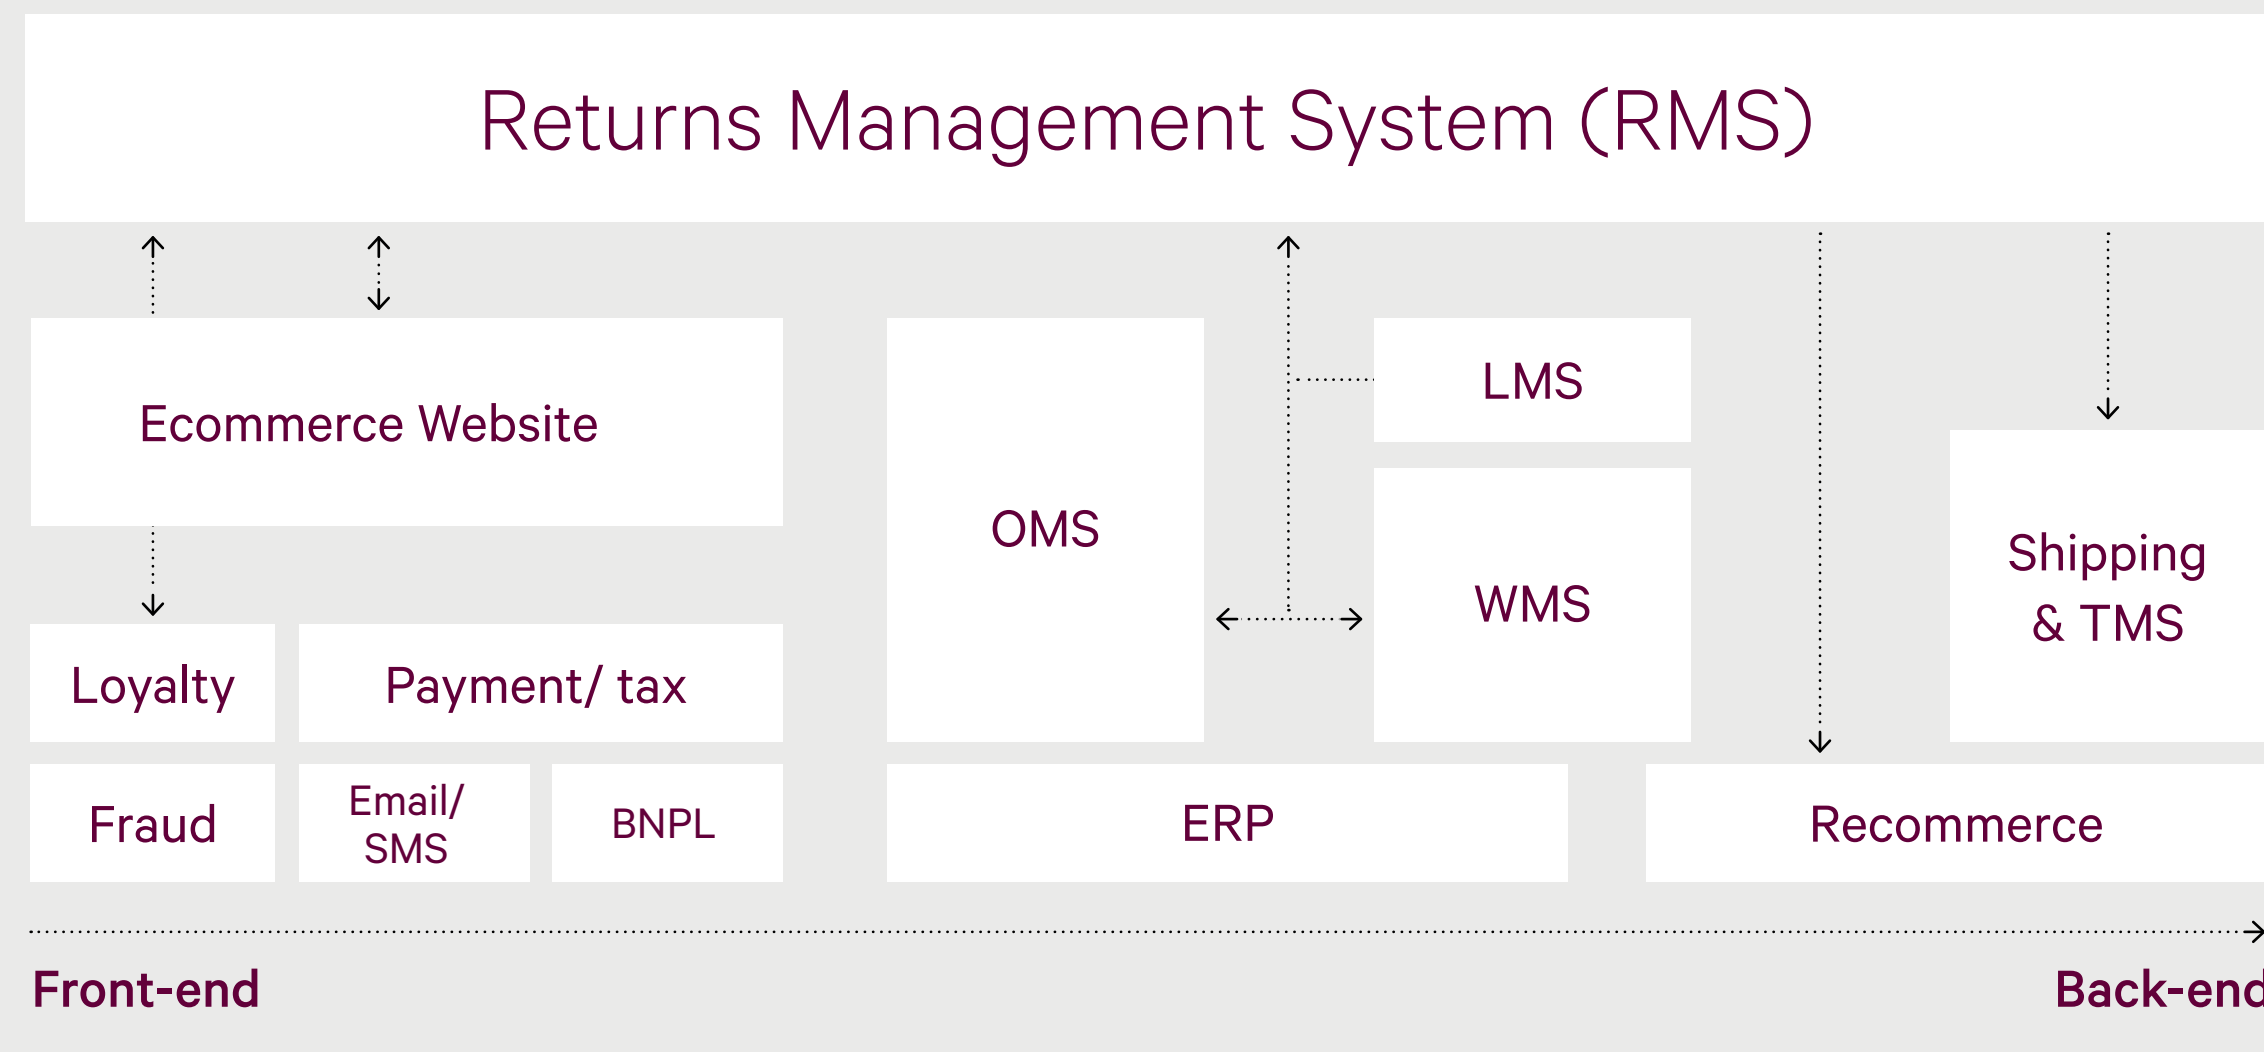 Returns Management System (RMS)
Ecommerce Website
OMS
LMS
WMS
Shipping
& TMS
Loyalty
Payment/ tax
Fraud
Email/
SMS
BNPL
ERP
Recommerce
Front-end
Back-end